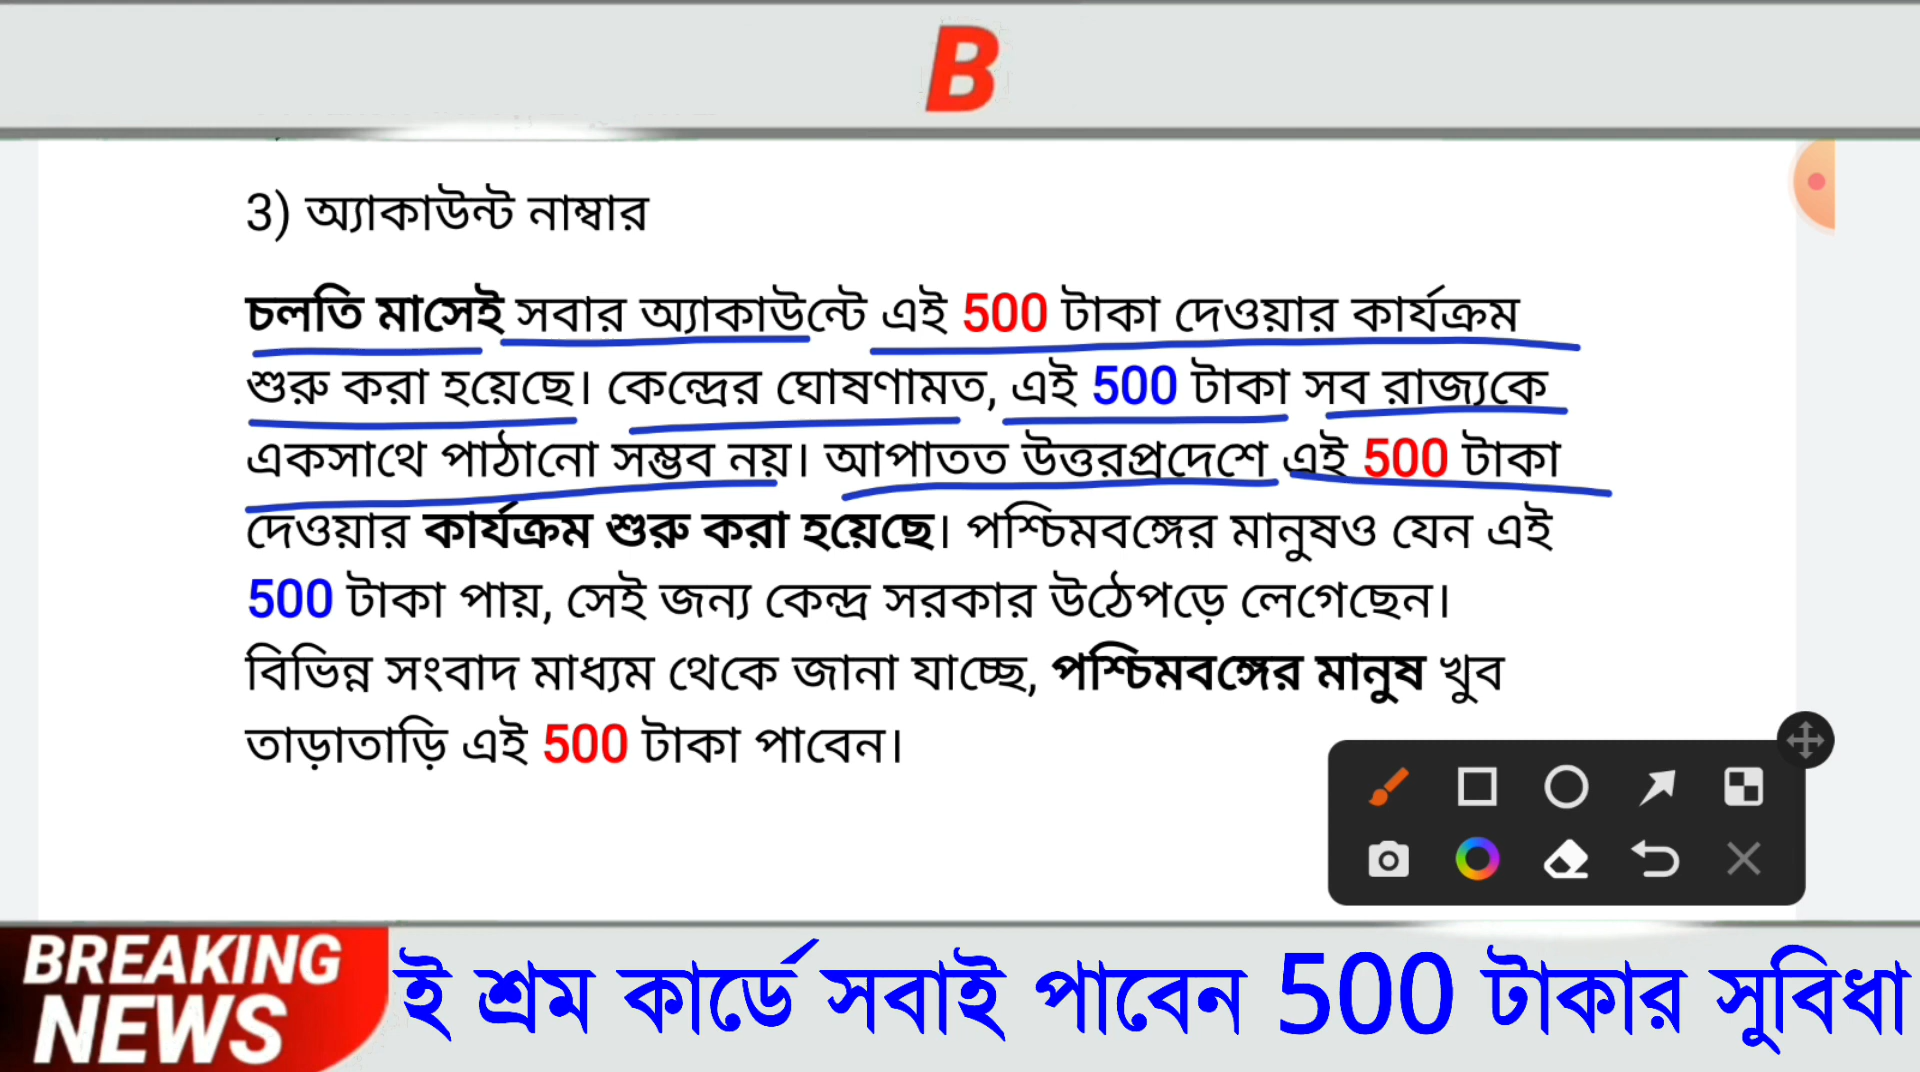 B
3) অ্যাকাউন্ট নাম্বার
চলতি মাসেই সবার অ্যাকাউন্টে এই 500 টাকা দেওয়ার কার্যক্রম
শুরু করা হয়েছে। কেন্দ্রের ঘোষণামত, এই 500 টাকা সব রাজ্যকে
একসাথে পাঠানো সম্ভব নয়। আপাতত উত্তরপ্রদেশে এই 500 টাকা
দেওয়ার কার্যক্রম শুরু করা হয়েছে। পশ্চিমবঙ্গের মানুষও যেন এই
500 টাকা পায়, সেই জন্য কেন্দ্র সরকার উঠেপড়ে লেগেছেন।
বিভিন্ন সংবাদ মাধ্যম থেকে জানা যাচ্ছে, পশ্চিমবঙ্গের মানুষ খুব
তাড়াতাড়ি এই 500 টাকা পাবেন।
BREAKING
NEWS
ই শ্রম কার্ডে সবাই পাবেন 500 টাকার সুবিধা